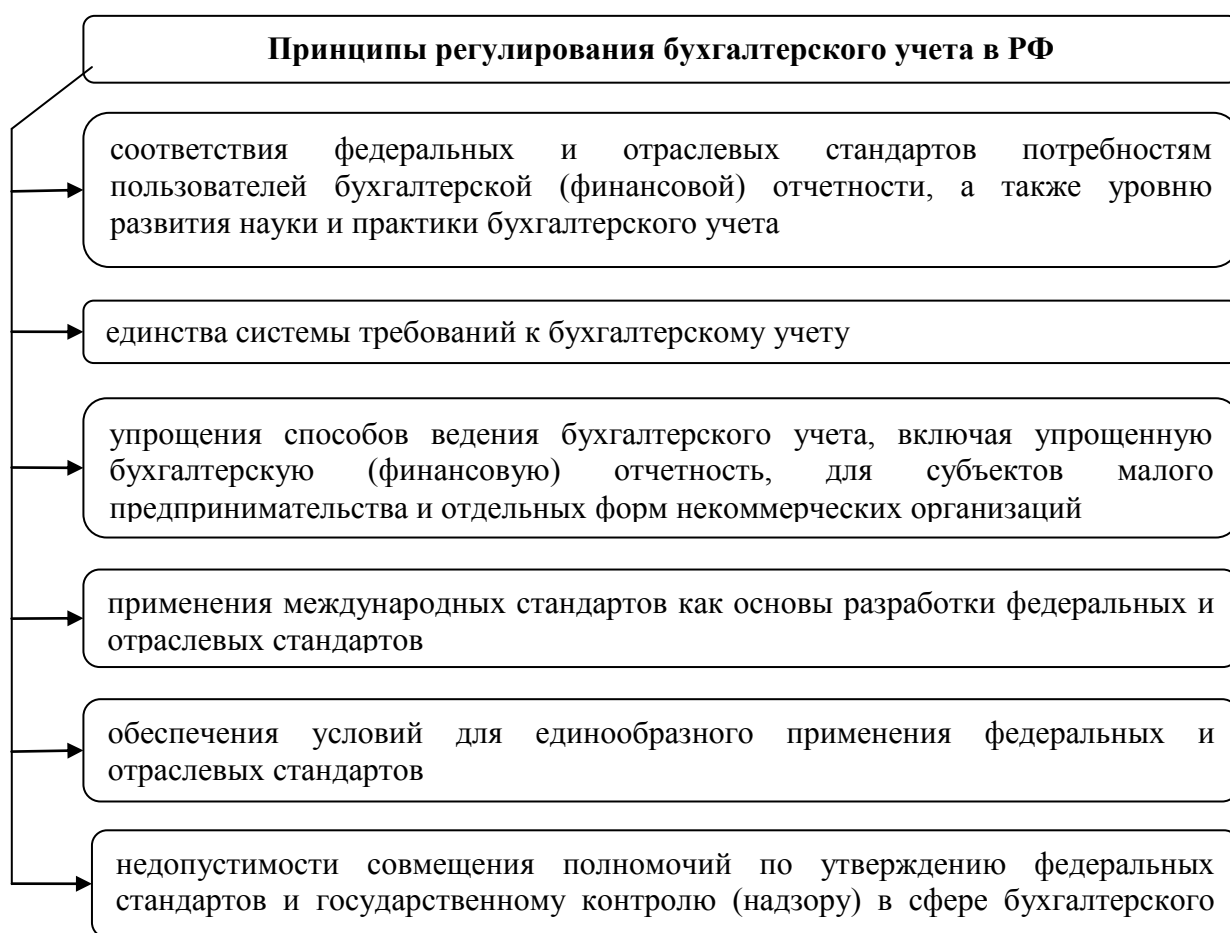 Принципы регулирования бухгалтерского учета в РФ
соответствия федеральных и отраслевых стандартов потребностям
пользователей бухгалтерской (финансовой) отчетности, а также уровню
развития науки и практики бухгалтерского учета
единства системы требований к бухгалтерскому учету
упрощения способов ведения бухгалтерского учета, включая упрощенную
бухгалтерскую (финансовую) отчетность, для субъектов малого
предпринимательства и отдельных форм некоммерческих организаций
применения международных стандартов как основы разработки федеральных и
отраслевых стандартов
обеспечения условий для единообразного применения федеральных и
отраслевых стандартов
недопустимости совмещения полномочий по утверждению федеральных
стандартов и государственному контролю (надзору) в сфере бухгалтерского